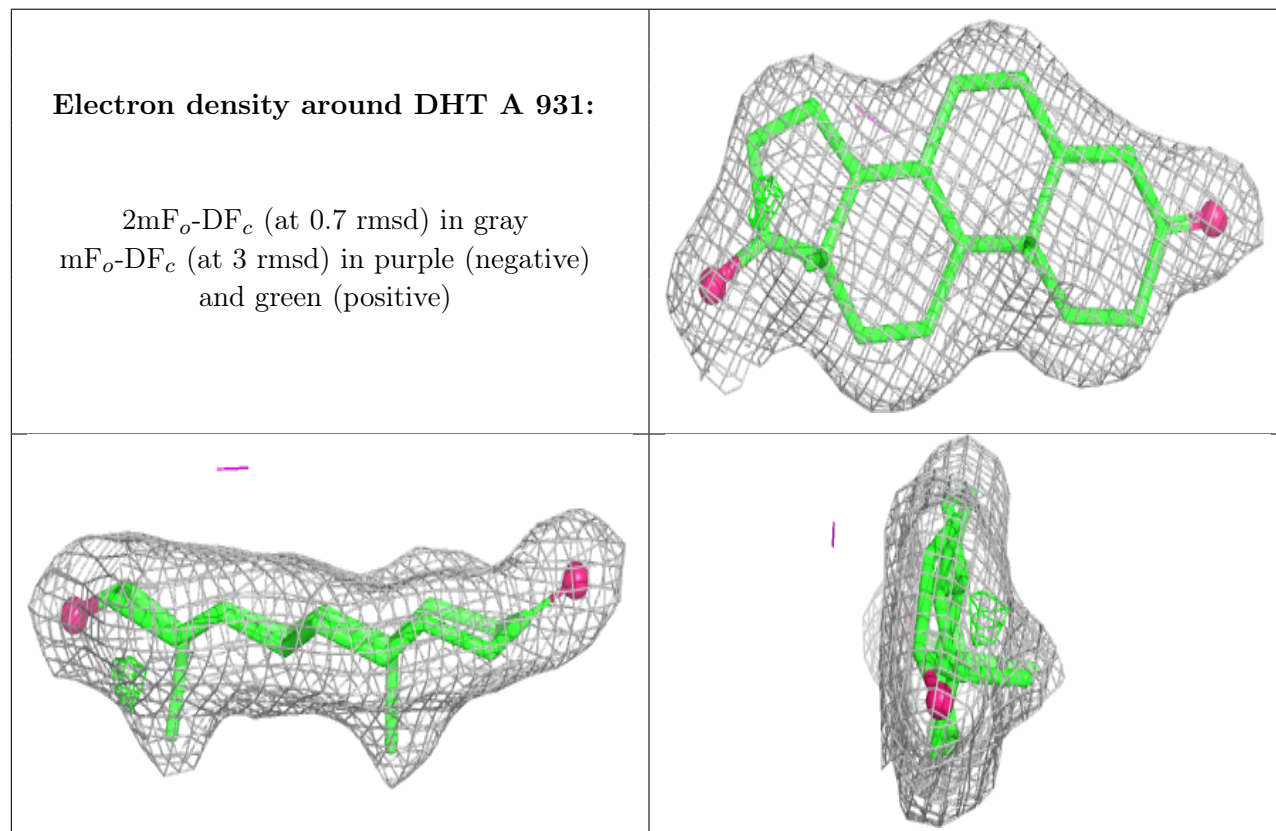 Electron density around DHT A 931:
2mFo-DFc (at 0.7 rmsd) in gray
mFo-DFc (at 3 rmsd) in purple (negative)
and green (positive)